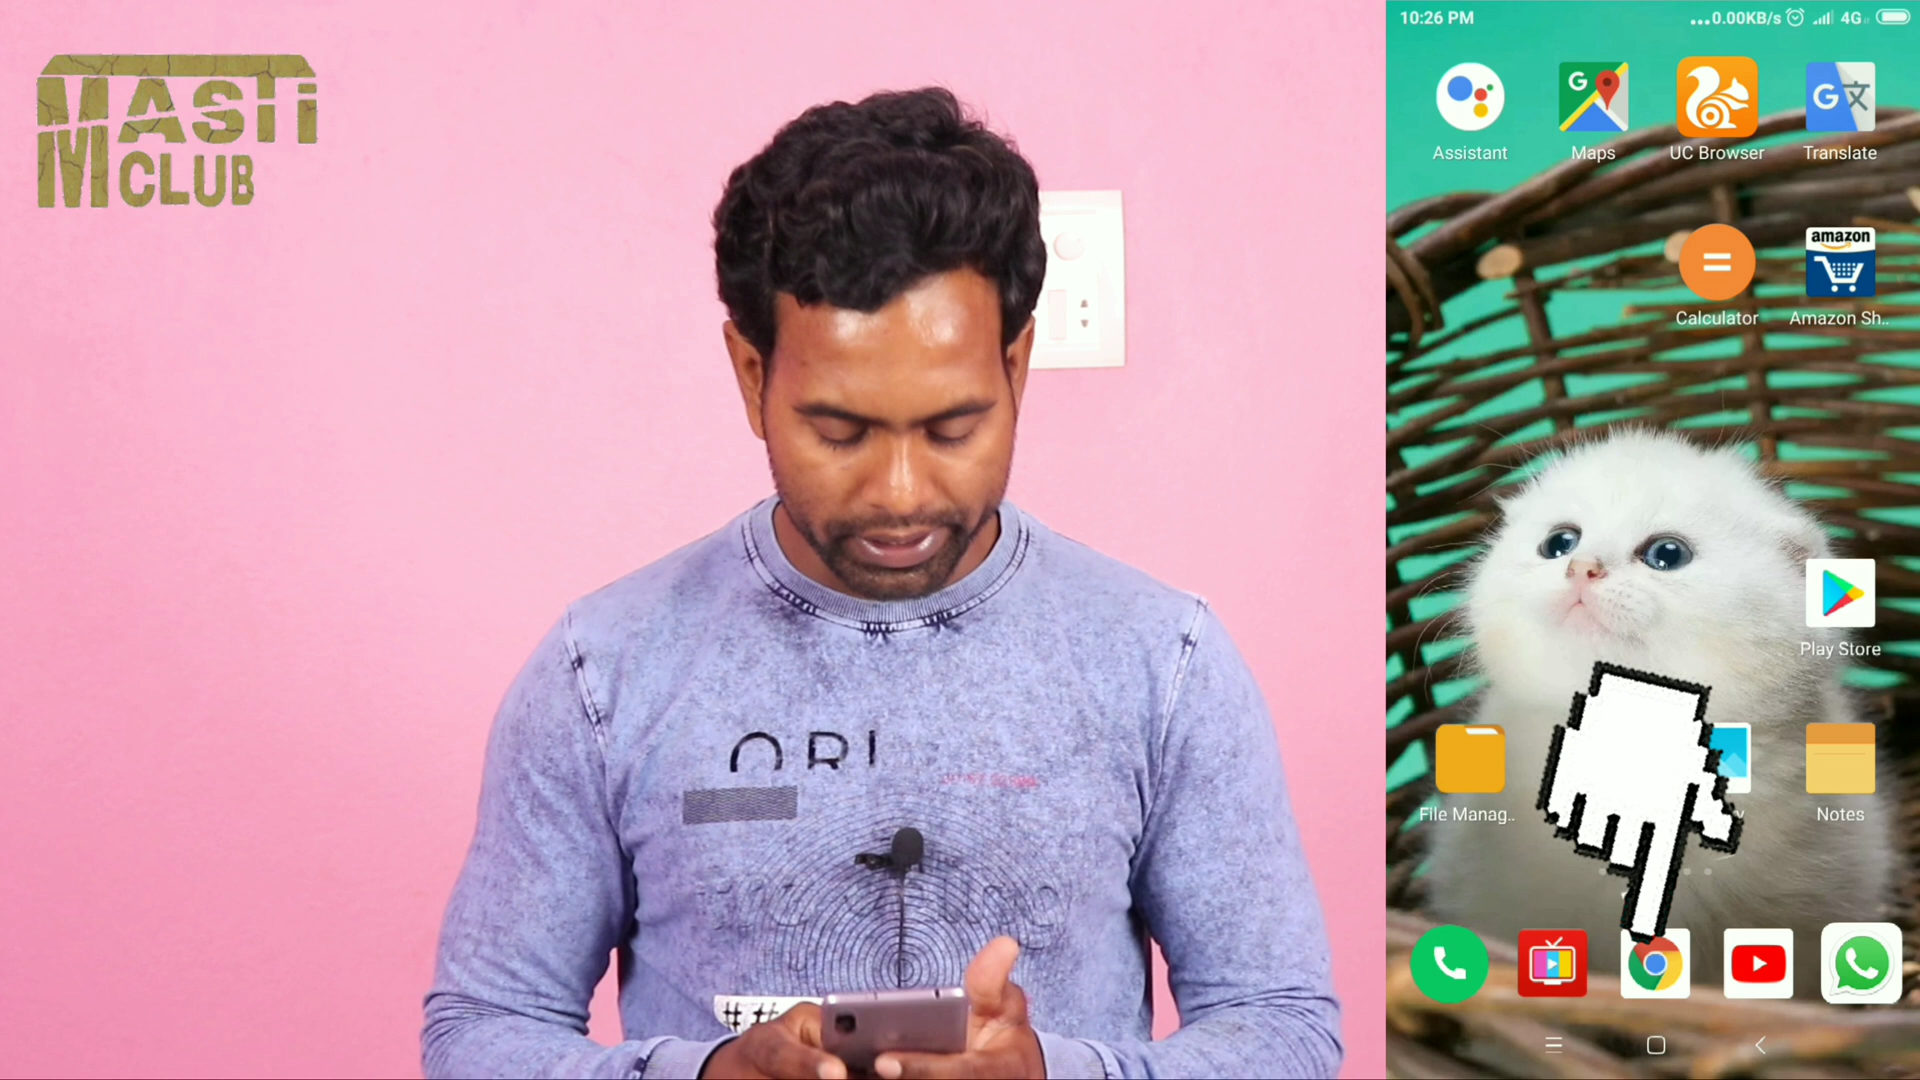 MASTI
M CLUB
ORI
10:26 PM
...0.00KB/s 4G
Assistant
Maps
UC Browser
Translate
amazon
Calculator
Amazon Sh..
Play Store
File Manag..
y
Notes